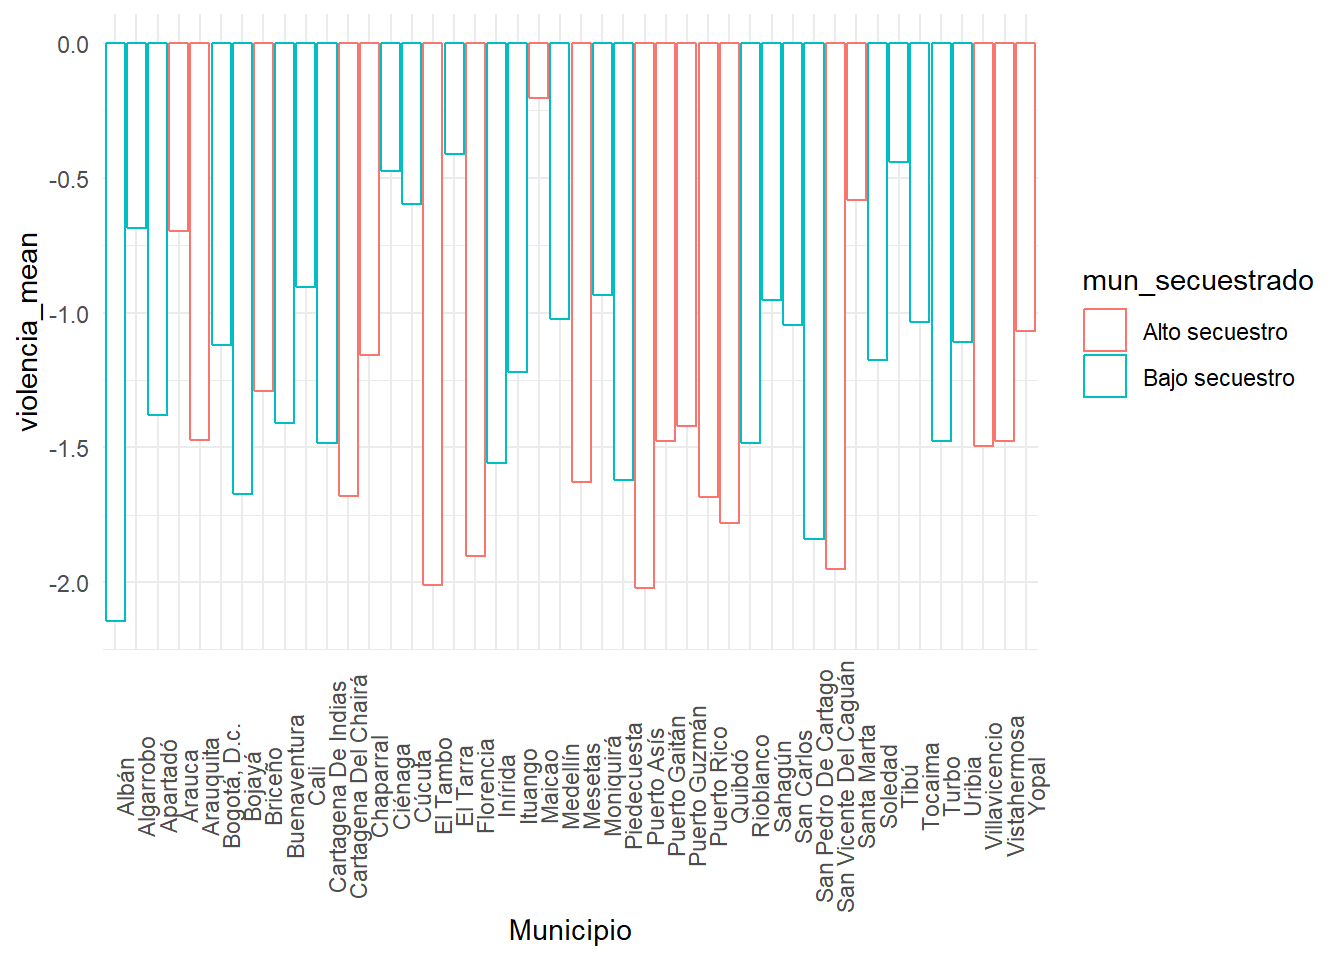 0.0
-0.5
-1.0
-1.5
-2.0
violencia_mean
Albán
Algarrobo
Apartadó
Arauca
Arauquita
Bogotá, D.c.
Bojayá
Briceño
Buenaventura
Cali
Cartagena De Indias
Cartagena Del Chairá
Chaparral
Ciénaga
Cúcuta
El Tambo
El Tarra
Florencia
Inírida
Ituango
Maicao
Medellín
Mesetas
Moniquirá
Piedecuesta
Puerto Asís
Puerto Gaitán
Puerto Guzmán
Puerto Rico
Quibdó
Rioblanco
Sahagún
San Carlos
San Pedro De Cartago
San Vicente Del Caguán
Santa Marta
Soledad
Tibú
Tocaima
Turbo
Uribia
Villavicencio
Vistahermosa
Yopal
Municipio
mun_secuestrado
Alto secuestro
Bajo secuestro